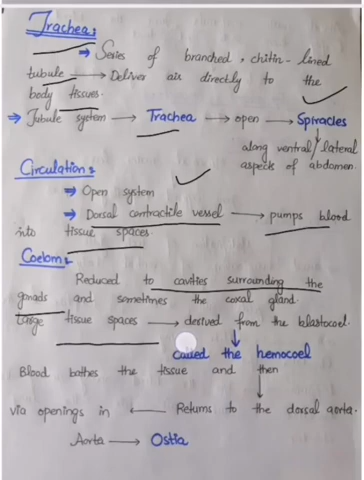 Trachea:
⇒ Series of branched, chitin-lined
tubule → Deliver air directly to the
body tissues.
⇒ Tubule system → Trachea → open → Spiracles
along ventral/lateral
aspects of abdomen.
Circulation:
⇒ Open system
⇒ Dorsal contractile vessel → pumps blood
into tissue spaces.
Coelom:
Reduced to cavities surrounding the
gonads and sometimes the coxal gland.
Large tissue spaces → derived from the blastocoel.
called the hemocoel
Blood bathes the tissue and then
via openings in ← Returns to the dorsal aorta.
Aorta → Ostia